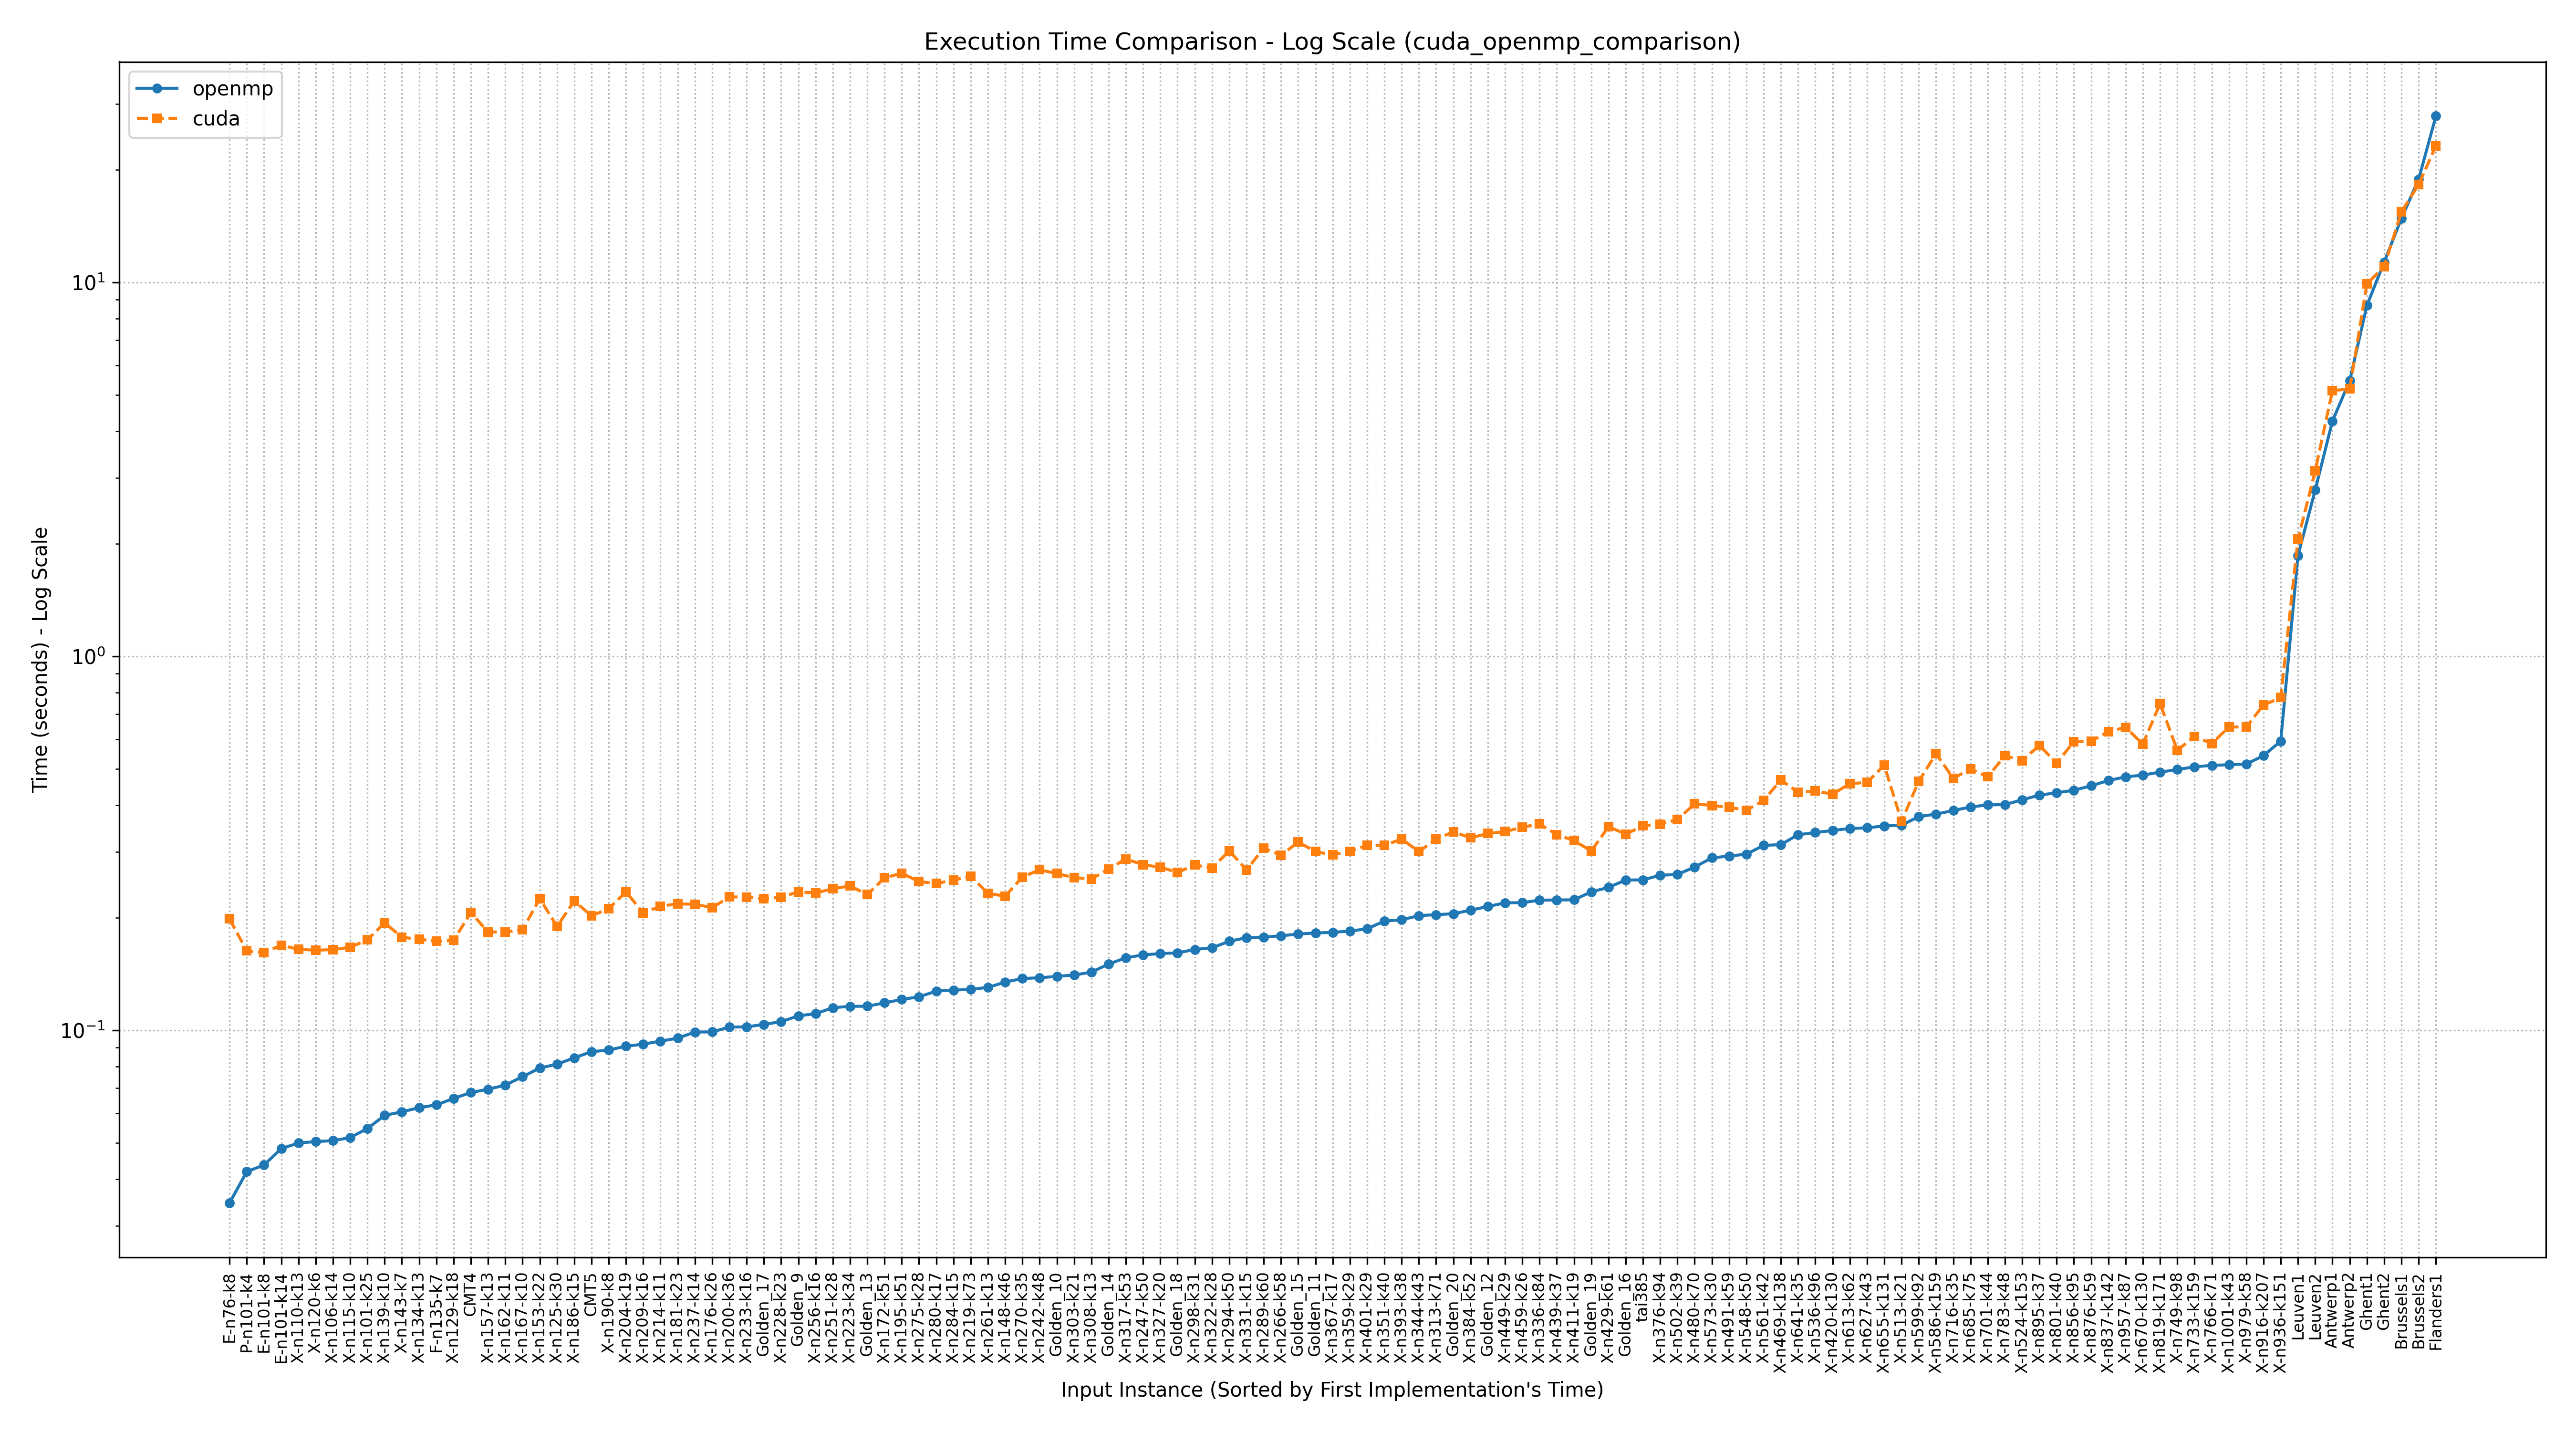 Execution Time Comparison - Log Scale (cuda_openmp_comparison)
openmp
cuda
Time (seconds) - Log Scale
10¹
10⁰
10⁻¹
E-n76-k8
P-n101-k4
E-n101-k8
E-n101-k14
X-n110-k13
X-n120-k6
X-n106-k14
X-n115-k10
X-n101-k25
X-n139-k10
X-n143-k7
X-n134-k13
F-n135-k7
X-n129-k18
CMT4
X-n157-k13
X-n162-k11
X-n167-k10
X-n153-k22
X-n125-k30
X-n186-k15
CMT5
X-n190-k8
X-n204-k19
X-n209-k16
X-n214-k11
X-n181-k23
X-n237-k14
X-n176-k26
X-n200-k36
X-n233-k16
Golden_17
X-n228-k23
Golden_9
X-n256-k16
X-n251-k28
X-n223-k34
Golden_13
X-n172-k51
X-n195-k51
X-n275-k28
X-n280-k17
X-n284-k15
X-n219-k73
X-n261-k13
X-n148-k46
X-n270-k35
X-n242-k48
Golden_10
X-n303-k21
X-n308-k13
Golden_14
X-n317-k53
X-n247-k50
X-n327-k20
Golden_18
X-n298-k31
X-n322-k28
X-n294-k50
X-n331-k15
X-n289-k60
X-n266-k58
Golden_15
Golden_11
X-n367-k17
X-n359-k29
X-n401-k29
X-n351-k40
X-n393-k38
X-n344-k43
X-n313-k71
Golden_20
X-n384-k52
Golden_12
X-n449-k29
X-n459-k26
X-n336-k84
X-n439-k37
X-n411-k19
Golden_19
X-n429-k61
Golden_16
tai385
X-n376-k94
X-n502-k39
X-n480-k70
X-n573-k30
X-n491-k59
X-n548-k50
X-n561-k42
X-n469-k138
X-n641-k35
X-n536-k96
X-n420-k130
X-n613-k62
X-n627-k43
X-n655-k131
X-n513-k21
X-n599-k92
X-n586-k159
X-n716-k35
X-n685-k75
X-n701-k44
X-n783-k48
X-n524-k153
X-n895-k37
X-n801-k40
X-n856-k95
X-n876-k59
X-n837-k142
X-n957-k87
X-n670-k130
X-n819-k171
X-n749-k98
X-n733-k159
X-n766-k71
X-n1001-k43
X-n979-k58
X-n916-k207
X-n936-k151
Leuven1
Leuven2
Antwerp1
Antwerp2
Ghent1
Ghent2
Brussels1
Brussels2
Flanders1
Input Instance (Sorted by First Implementation's Time)